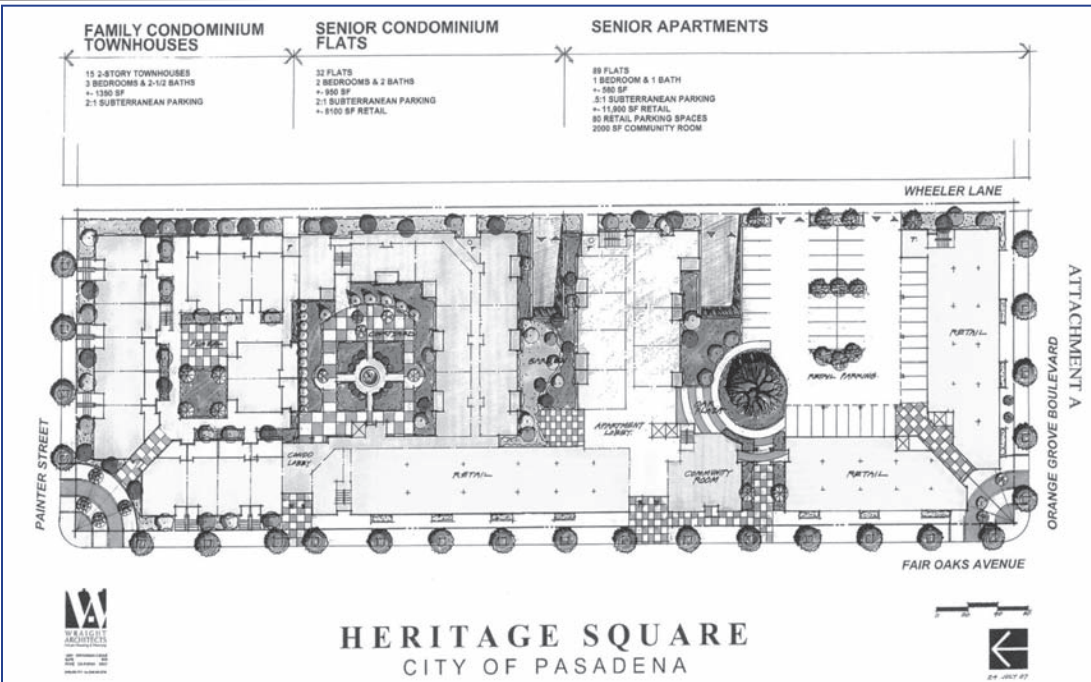 FAMILY CONDOMINIUM
TOWNHOUSES
15 2-STORY TOWNHOUSES
3 BEDROOMS & 2-1/2 BATHS
+- 1350 SF
2:1 SUBTERRANEAN PARKING
SENIOR CONDOMINIUM
FLATS
32 FLATS
2 BEDROOMS & 2 BATHS
+- 950 SF
2:1 SUBTERRANEAN PARKING
+- 8100 SF RETAIL
SENIOR APARTMENTS
89 FLATS
1 BEDROOM & 1 BATH
+- 580 SF
.5:1 SUBTERRANEAN PARKING
+- 11,900 SF RETAIL
80 RETAIL PARKING SPACES
2000 SF COMMUNITY ROOM
WHEELER LANE
ATTACHMENT A
PAINTER STREET
ORANGE GROVE BOULEVARD
COURTYARD
GARDEN
RETAIL
RETAIL PARKING
APARTMENT
LOBBY
CONDO
LOBBY
RETAIL
COMMUNITY
ROOM
RETAIL
FAIR OAKS AVENUE
WRAIGHT
ARCHITECTS
HERITAGE SQUARE
CITY OF PASADENA
24 JULY 07